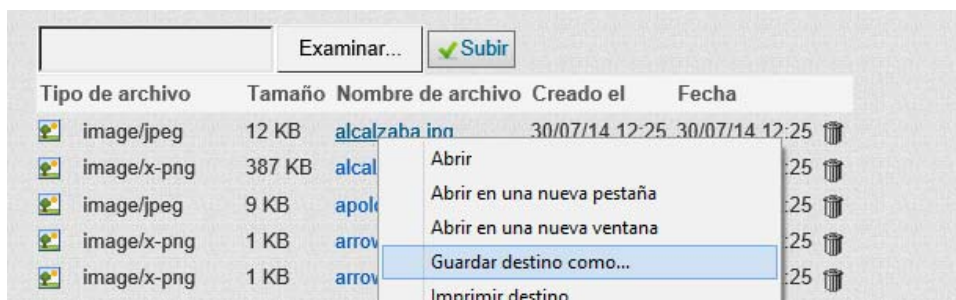 Examinar... Subir
Tipo de archivo Tamaño Nombre de archivo Creado el Fecha
image/jpeg 12 KB alcalzaba.jpg 30/07/14 12:25 30/07/14 12:25
image/x-png 387 KB alcal :25
Abrir
image/jpeg 9 KB apolo :25
Abrir en una nueva pestaña
image/x-png 1 KB arrow :25
Abrir en una nueva ventana
image/x-png 1 KB arrow :25
Guardar destino como...
Imprimir destino